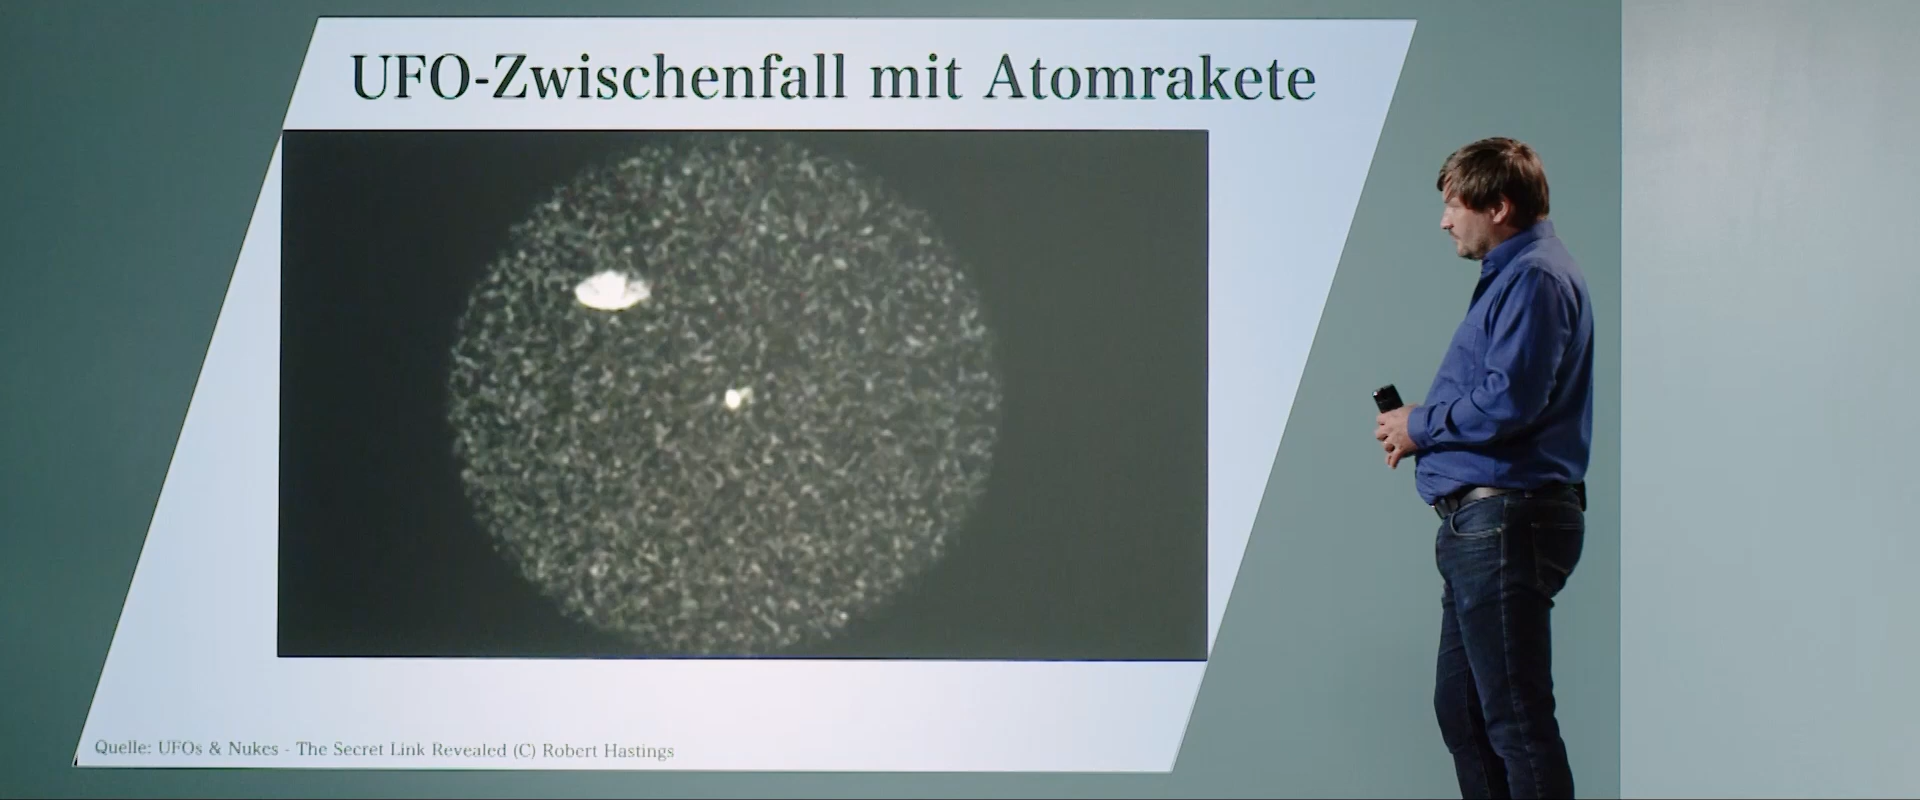 UFO-Zwischenfall mit Atomrakete
Quelle: UFOs & Nukes - The Secret Link Revealed (C) Robert Hastings